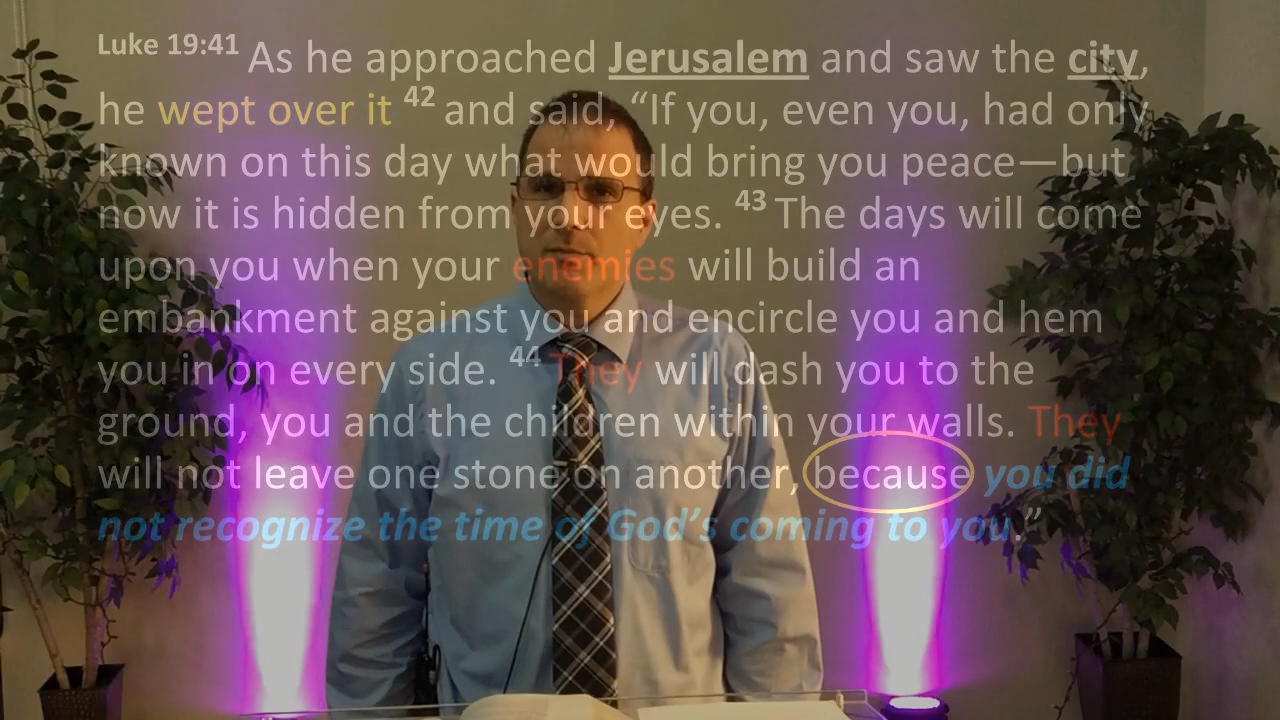 Luke 19:41 As he approached Jerusalem and saw the city,
he wept over it 42 and said, “If you, even you, had only
known on this day what would bring you peace—but
now it is hidden from your eyes. 43 The days will come
upon you when your enemies will build an
embankment against you and encircle you and hem
you in on every side. 44 They will dash you to the
ground, you and the children within your walls. They
will not leave one stone on another, because you did
not recognize the time of God’s coming to you.”